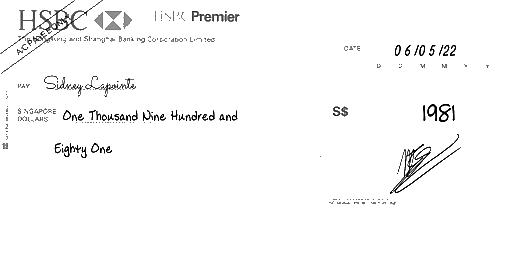 HSBC HSBC Premier
The Hongkong and Shanghai Banking Corporation Limited
A/C PAYEE ONLY
DATE 06/05/22
D D M M Y Y
PAY Sidney Lapointe
SINGAPORE DOLLARS One Thousand Nine Hundred and
Eighty One
S$ 1981